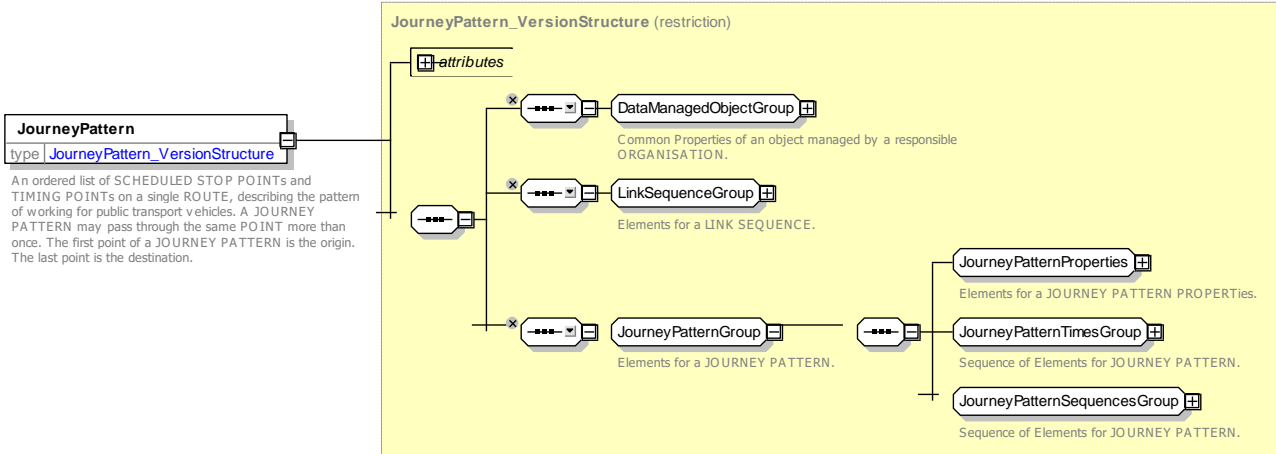 JourneyPattern_VersionStructure (restriction)
attributes
DataManagedObjectGroup
Common Properties of an object managed by a responsible
ORGANISATION.
JourneyPattern
type JourneyPattern_VersionStructure
An ordered list of SCHEDULED STOP POINTs and
TIMING POINTs on a single ROUTE, describing the pattern
of working for public transport vehicles. A JOURNEY
PATTERN may pass through the same POINT more than
once. The first point of a JOURNEY PATTERN is the origin.
The last point is the destination.
LinkSequenceGroup
Elements for a LINK SEQUENCE.
JourneyPatternGroup
Elements for a JOURNEY PATTERN.
JourneyPatternProperties
Elements for a JOURNEY PATTERN PROPERTies.
JourneyPatternTimesGroup
Sequence of Elements for JOURNEY PATTERN.
JourneyPatternSequencesGroup
Sequence of Elements for JOURNEY PATTERN.